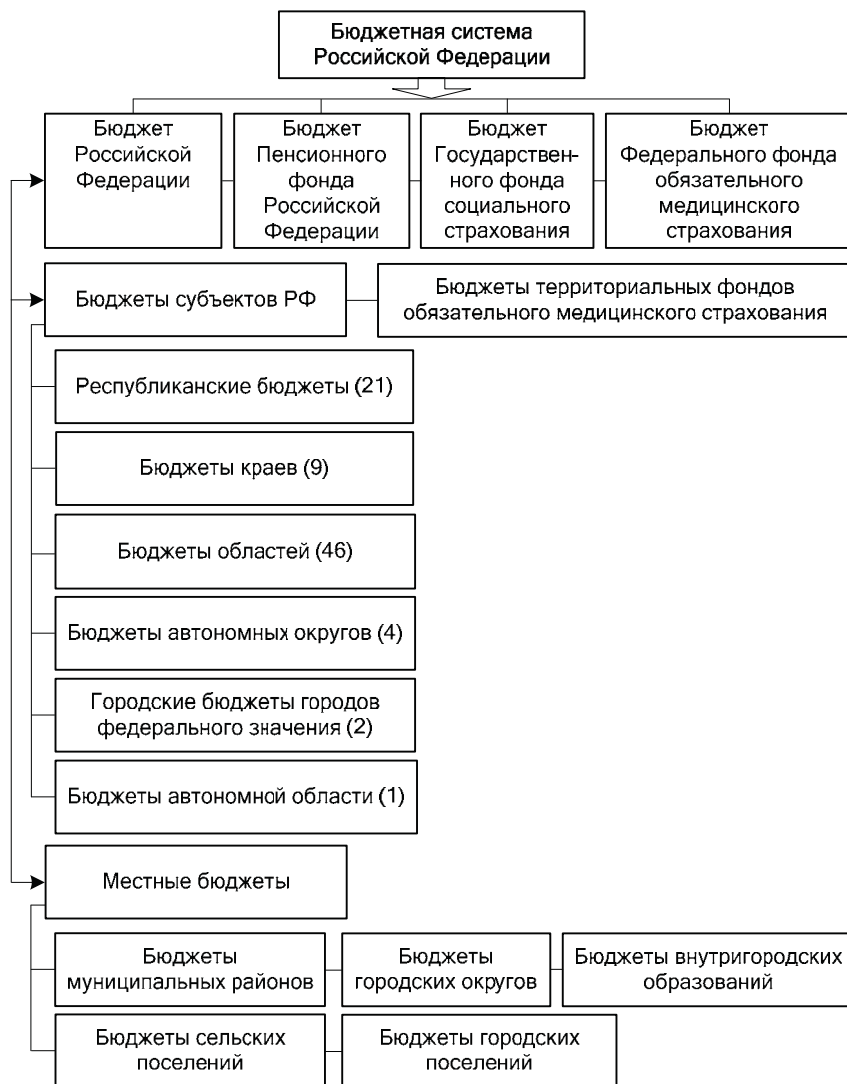 Бюджетная система
Российской Федерации
Бюджет
Российской
Федерации
Бюджет
Пенсионного
фонда
Российской
Федерации
Бюджет
Государствен-
ного фонда
социального
страхования
Бюджет
Федерального фонда
обязательного
медицинского
страхования
Бюджеты субъектов РФ
Бюджеты территориальных фондов
обязательного медицинского страхования
Республиканские бюджеты (21)
Бюджеты краев (9)
Бюджеты областей (46)
Бюджеты автономных округов (4)
Городские бюджеты городов
федерального значения (2)
Бюджеты автономной области (1)
Местные бюджеты
Бюджеты
муниципальных районов
Бюджеты
городских округов
Бюджеты внутригородских
образований
Бюджеты сельских
поселений
Бюджеты городских
поселений